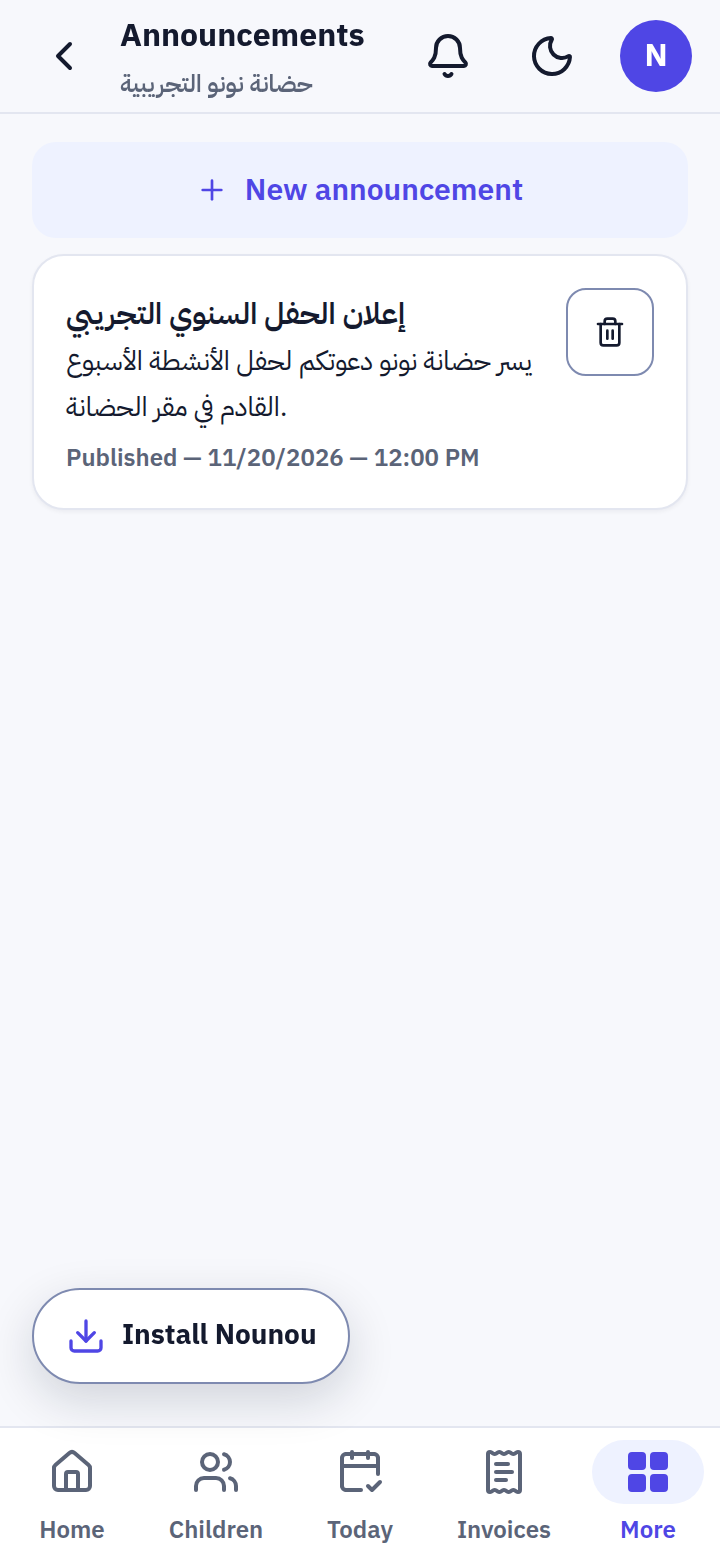 Announcements
حضانة نونو التجريبية
N
New announcement
إعلان الحفل السنوي التجريبي
يسر حضانة نونو دعوتكم لحفل الأنشطة الأسبوع
القادم في مقر الحضانة.
Published — 11/20/2026 — 12:00 PM
Install Nounou
Home
Children
Today
Invoices
More